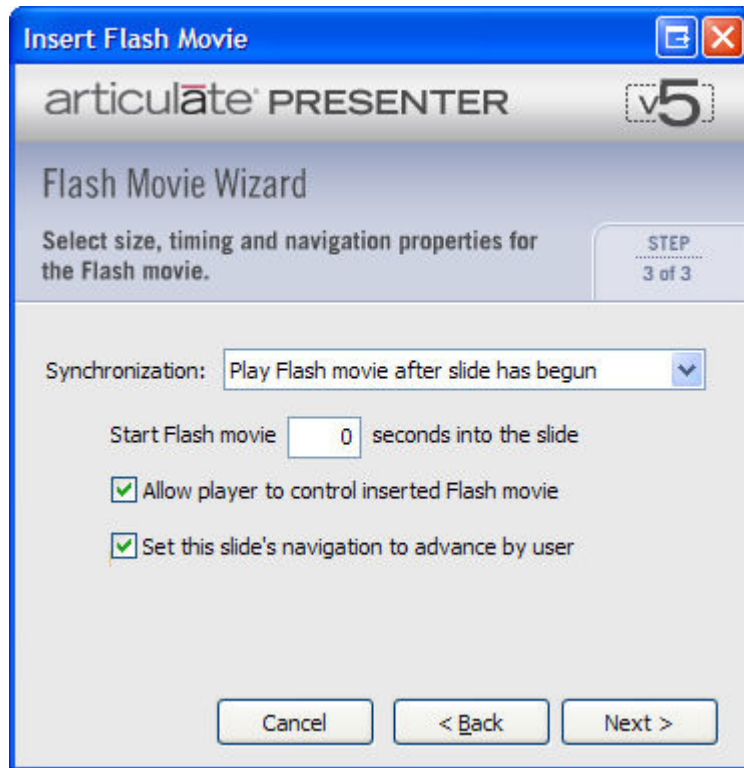 Insert Flash Movie
articulāte PRESENTER v5
Flash Movie Wizard
Select size, timing and navigation properties for
the Flash movie.
STEP
3 of 3
Synchronization: Play Flash movie after slide has begun
Start Flash movie 0 seconds into the slide
Allow player to control inserted Flash movie
Set this slide's navigation to advance by user
Cancel < Back Next >